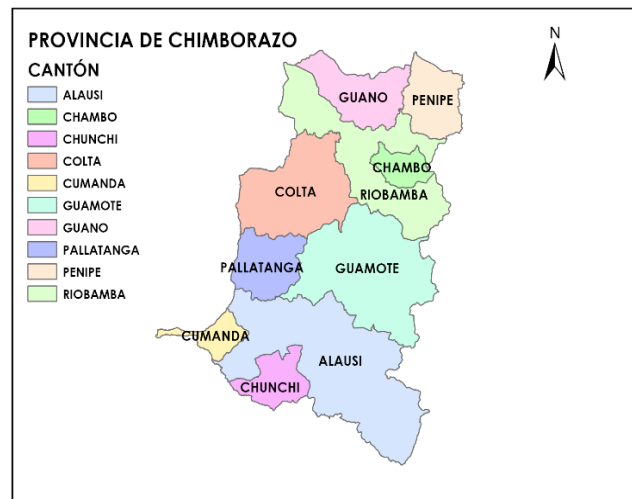 PROVINCIA DE CHIMBORAZO
CANTÓN
ALAUSI
CHAMBO
CHUNCHI
COLTA
CUMANDA
GUAMOTE
GUANO
PALLATANGA
PENIPE
RIOBAMBA
N
GUANO
PENIPE
CHAMBO
COLTA
RIOBAMBA
PALLATANGA
GUAMOTE
CUMANDA
ALAUSI
CHUNCHI